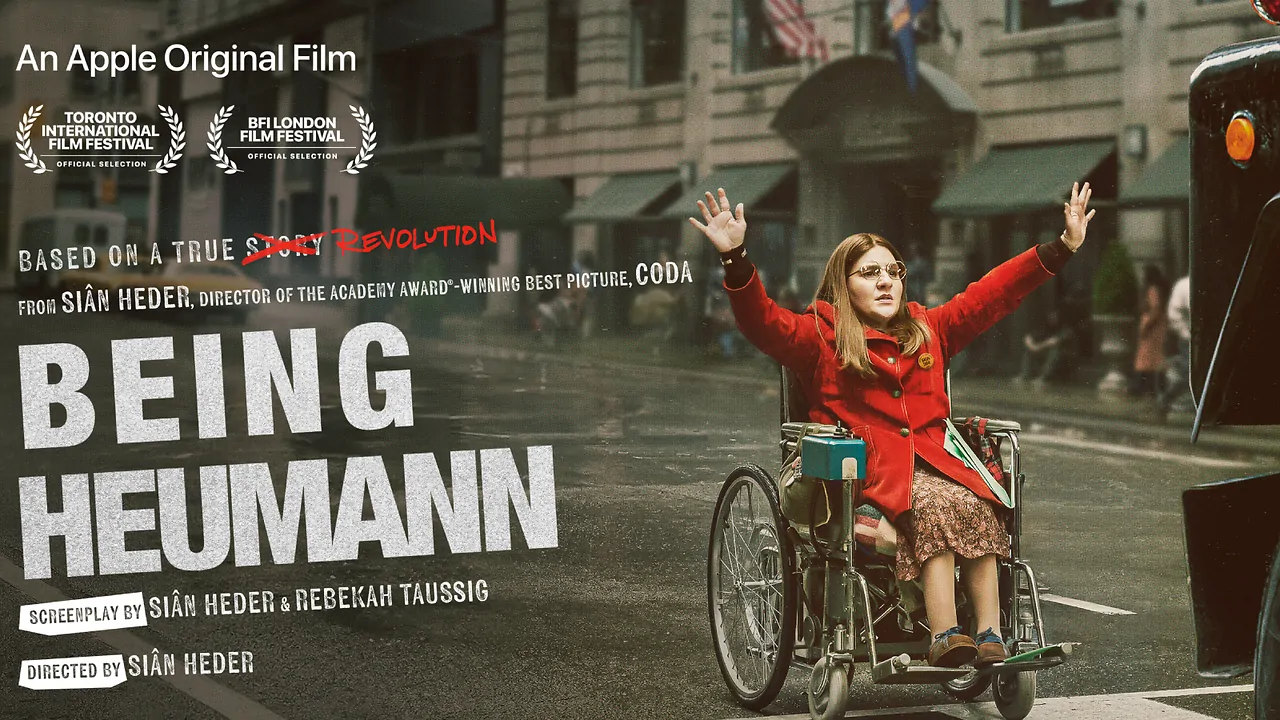 An Apple Original Film
TORONTO
INTERNATIONAL
FILM FESTIVAL
OFFICIAL SELECTION
BFI LONDON
FILM FESTIVAL
OFFICIAL SELECTION
BASED ON A TRUE STORY REVOLUTION
FROM SIÂN HEDER, DIRECTOR OF THE ACADEMY AWARD®-WINNING BEST PICTURE, CODA
BEING
HEUMANN
SCREENPLAY BY SIÂN HEDER & REBEKAH TAUSSIG
DIRECTED BY SIÂN HEDER